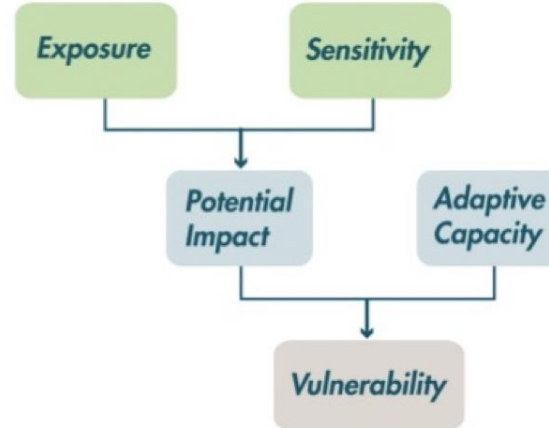 Exposure
Sensitivity
Potential
Impact
Adaptive
Capacity
Vulnerability